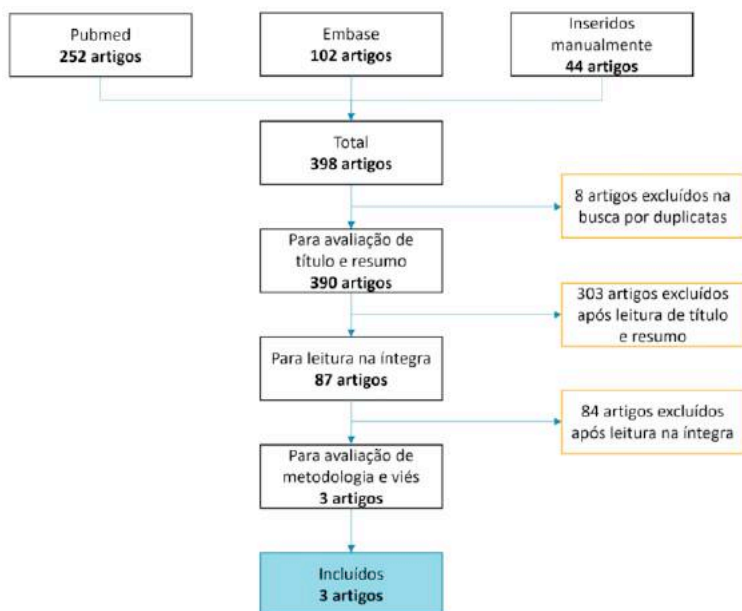 Pubmed
252 artigos
Embase
102 artigos
Inseridos
manualmente
44 artigos
Total
398 artigos
8 artigos excluídos na
busca por duplicatas
Para avaliação de
título e resumo
390 artigos
303 artigos excluídos
após leitura de título
e resumo
Para leitura na íntegra
87 artigos
84 artigos excluídos
após leitura na íntegra
Para avaliação de
metodologia e viés
3 artigos
Incluídos
3 artigos